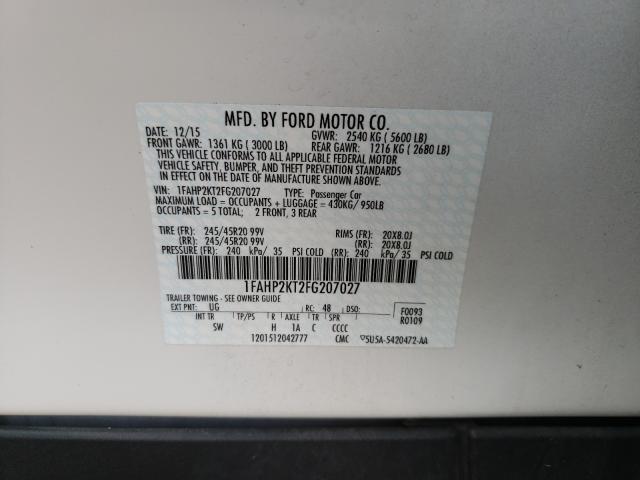 MFD. BY FORD MOTOR CO.
DATE: 12/15 GVWR: 2540 KG ( 5600 LB)
FRONT GAWR: 1361 KG ( 3000 LB) REAR GAWR: 1216 KG ( 2680 LB)
THIS VEHICLE CONFORMS TO ALL APPLICABLE FEDERAL MOTOR
VEHICLE SAFETY, BUMPER, AND THEFT PREVENTION STANDARDS
IN EFFECT ON THE DATE OF MANUFACTURE SHOWN ABOVE.
VIN: 1FAHP2KT2FG207027 TYPE: Passenger Car
MAXIMUM LOAD = OCCUPANTS + LUGGAGE = 430KG/ 950LB
OCCUPANTS = 5 TOTAL; 2 FRONT, 3 REAR
TIRE (FR): 245/45R20 99V RIMS (FR): 20X8.0J
(RR): 245/45R20 99V (RR): 20X8.0J
PRESSURE (FR): 240 kPa/ 35 PSI COLD (RR): 240 kPa/ 35 PSI COLD
1FAHP2KT2FG207027
TRAILER TOWING - SEE OWNER GUIDE
EXT PNT: UG RC: 48 DSO: F0093
INT TR TP/PS R AXLE TR SPR R0109
SW H 1A C CCCC
1201512042777 CMC 5U5A-5420472-AA